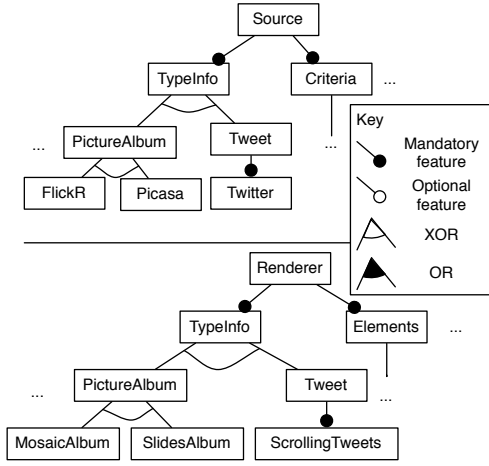 Source
TypeInfo
Criteria
...
...
PictureAlbum
Tweet
...
FlickR
Picasa
Twitter
Key
Mandatory
feature
Optional
feature
XOR
OR
Renderer
TypeInfo
Elements
...
...
PictureAlbum
Tweet
...
MosaicAlbum
SlidesAlbum
ScrollingTweets